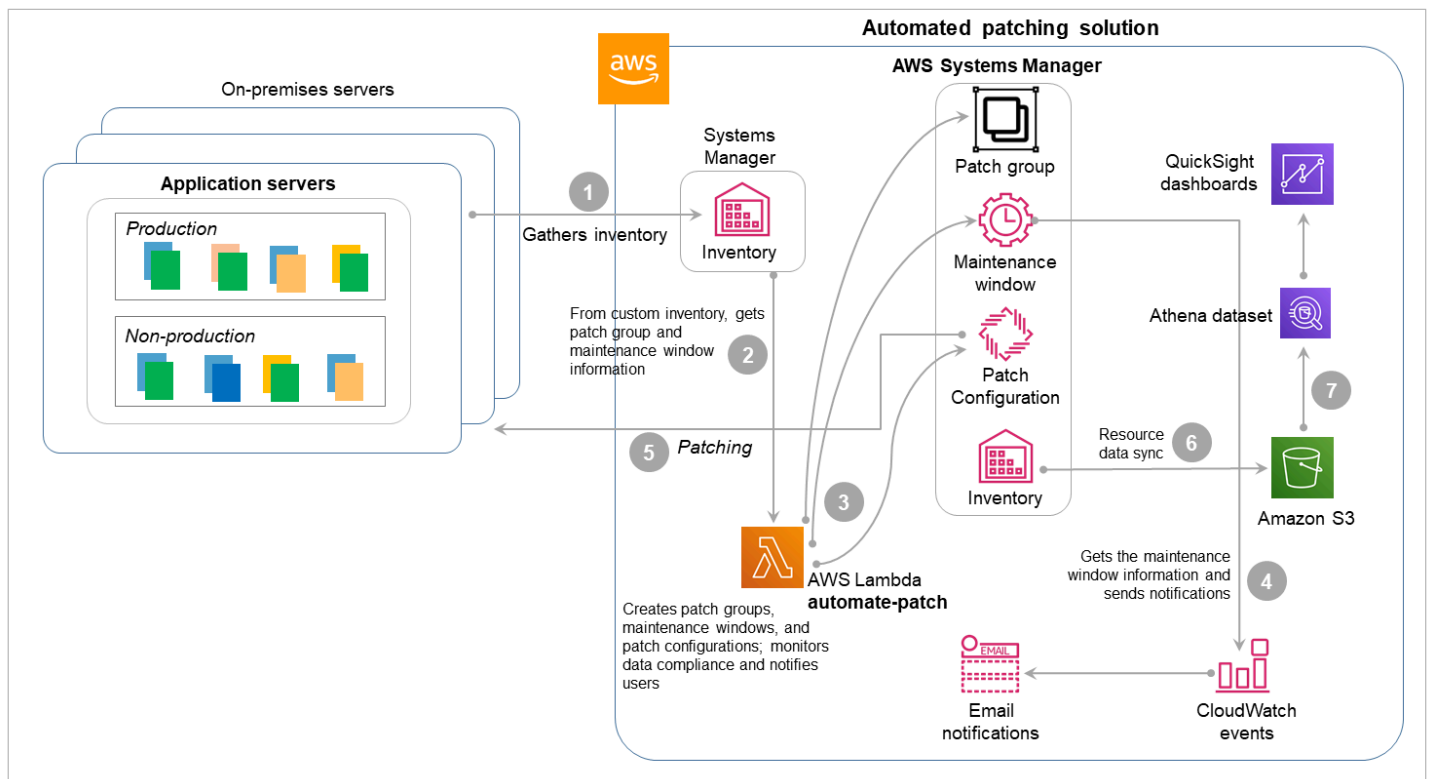 Automated patching solution
aws
AWS Systems Manager
On-premises servers
Application servers
Production
Non-production
1
Gathers inventory
Systems
Manager
Inventory
From custom inventory, gets
patch group and
maintenance window
information
2
5
Patching
3
AWS Lambda
automate-patch
Creates patch groups,
maintenance windows, and
patch configurations; monitors
data compliance and notifies
users
Patch group
Maintenance
window
Patch
Configuration
Inventory
Resource
data sync
6
QuickSight
dashboards
Athena dataset
7
Amazon S3
Gets the maintenance
window information and
sends notifications
4
EMAIL
Email
notifications
CloudWatch
events